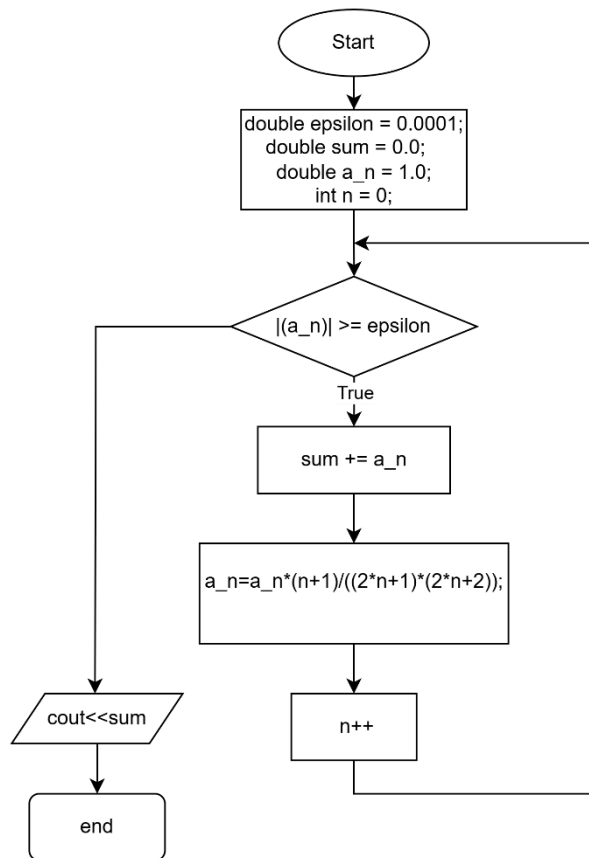 Start
double epsilon = 0.0001;
double sum = 0.0;
double a_n = 1.0;
int n = 0;
|(a_n)| >= epsilon
True
sum += a_n
a_n=a_n*(n+1)/((2*n+1)*(2*n+2));
n++
cout<<sum
end